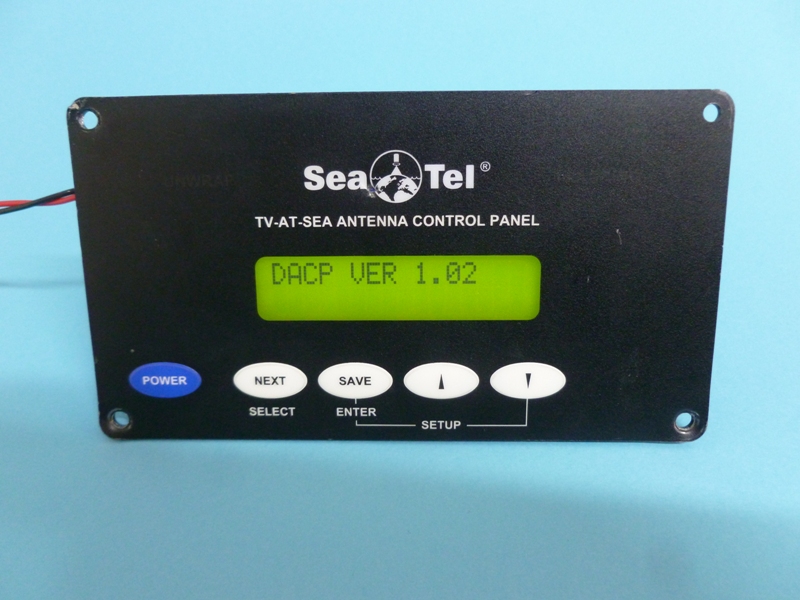 Sea Tel®
TV-AT-SEA ANTENNA CONTROL PANEL
DACP VER 1.02
POWER
NEXT
SAVE
SELECT
ENTER
SETUP